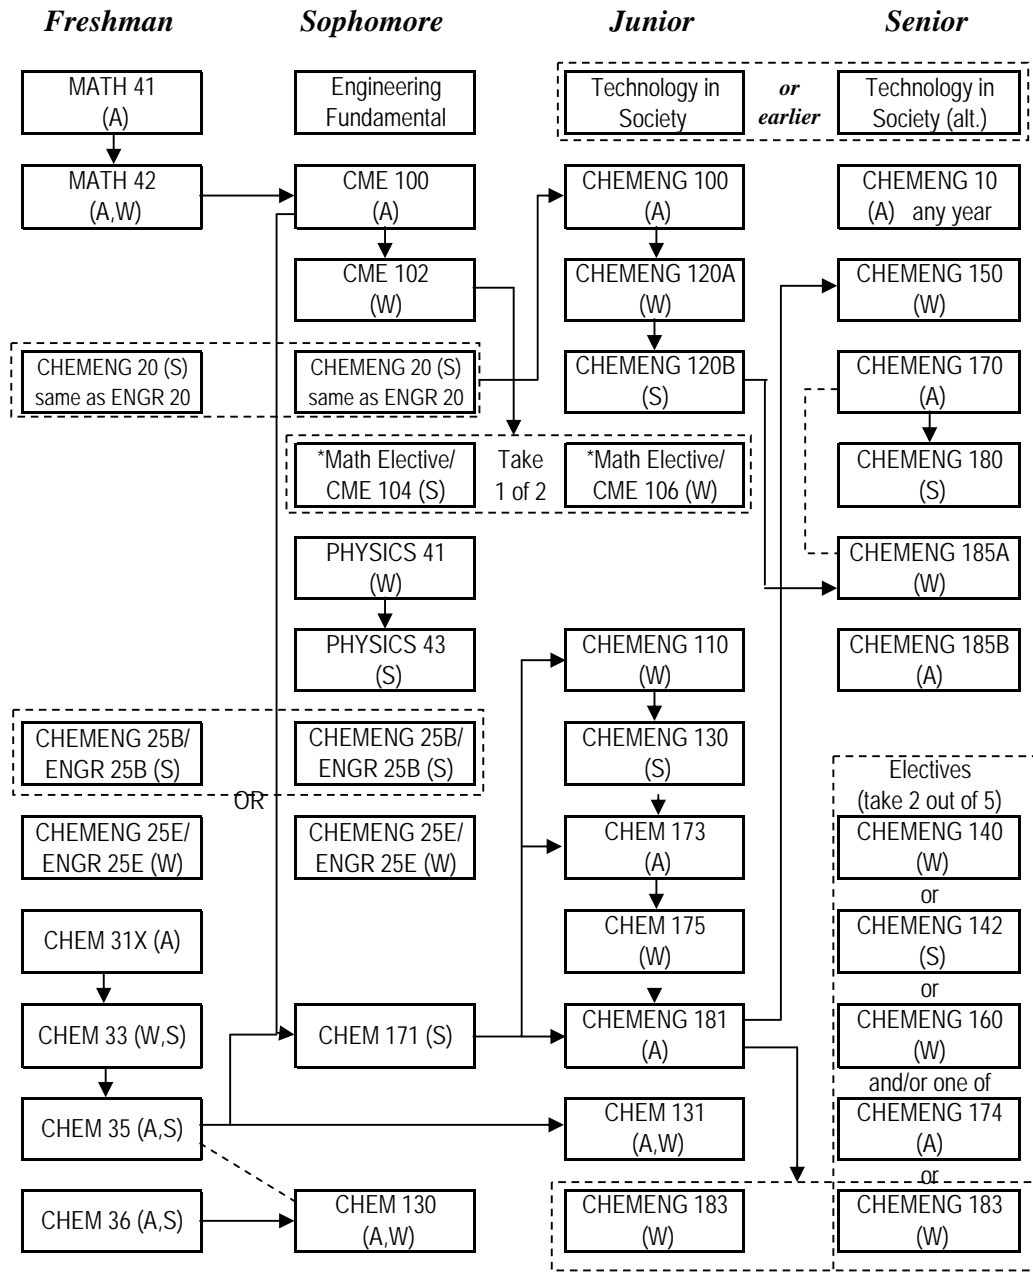 Freshman
Sophomore
Junior
Senior
MATH 41
(A)
Engineering
Fundamental
Technology in
Society
or
earlier
Technology in
Society (alt.)
MATH 42
(A,W)
CME 100
(A)
CHEMENG 100
(A)
CHEMENG 10
(A) any year
CME 102
(W)
CHEMENG 120A
(W)
CHEMENG 150
(W)
CHEMENG 20 (S)
same as ENGR 20
CHEMENG 20 (S)
same as ENGR 20
CHEMENG 120B
(S)
CHEMENG 170
(A)
*Math Elective/
CME 104 (S)
Take
1 of 2
*Math Elective/
CME 106 (W)
CHEMENG 180
(S)
PHYSICS 41
(W)
CHEMENG 185A
(W)
PHYSICS 43
(S)
CHEMENG 110
(W)
CHEMENG 185B
(A)
CHEMENG 25B/
ENGR 25B (S)
CHEMENG 25B/
ENGR 25B (S)
OR
CHEMENG 130
(S)
Electives
(take 2 out of 5)
CHEMENG 25E/
ENGR 25E (W)
CHEMENG 25E/
ENGR 25E (W)
CHEM 173
(A)
CHEMENG 140
(W)
or
CHEM 31X (A)
CHEM 175
(W)
CHEMENG 142
(S)
or
CHEM 33 (W,S)
CHEM 171 (S)
CHEMENG 181
(A)
CHEMENG 160
(W)
and/or one of
CHEM 35 (A,S)
CHEM 131
(A,W)
CHEMENG 174
(A)
or
CHEM 36 (A,S)
CHEM 130
(A,W)
CHEMENG 183
(W)
CHEMENG 183
(W)